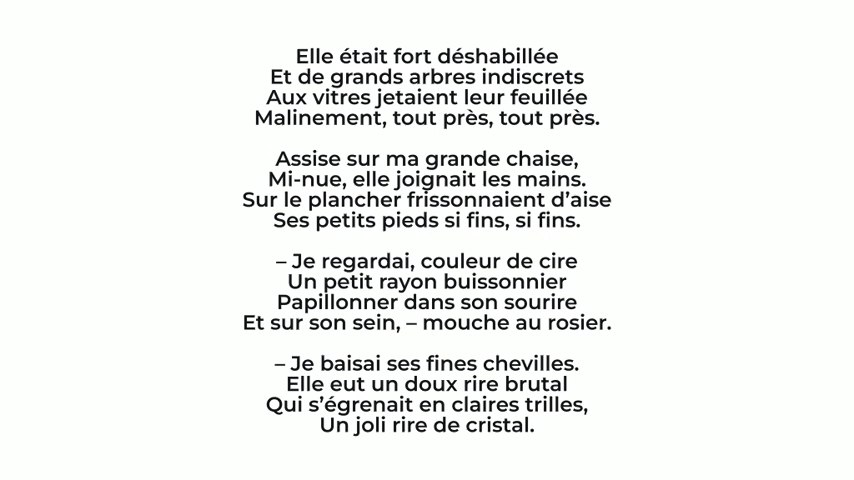 Elle était fort déshabillée
Et de grands arbres indiscrets
Aux vitres jetaient leur feuillée
Malinement, tout près, tout près.
Assise sur ma grande chaise,
Mi-nue, elle joignait les mains.
Sur le plancher frissonnaient d’aise
Ses petits pieds si fins, si fins.
– Je regardai, couleur de cire
Un petit rayon buissonnier
Papillonner dans son sourire
Et sur son sein, – mouche au rosier.
– Je baisai ses fines chevilles.
Elle eut un doux rire brutal
Qui s’égrenait en claires trilles,
Un joli rire de cristal.